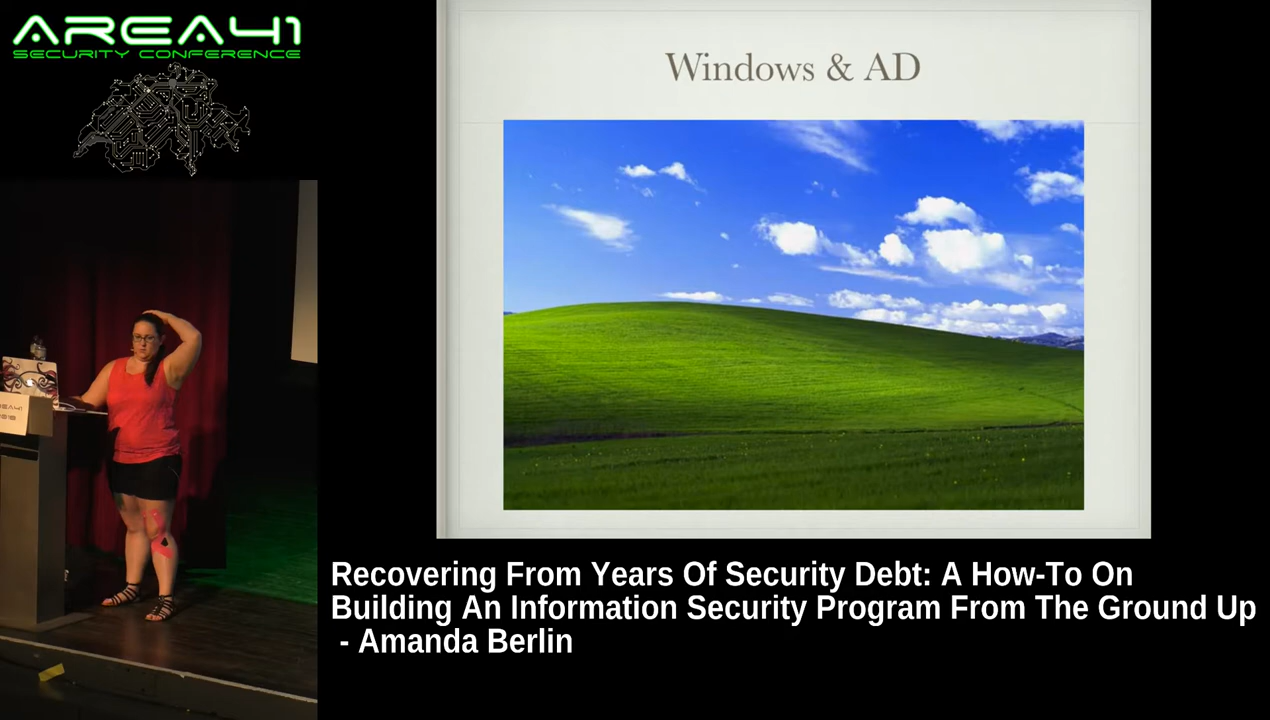 AREA41
SECURITY CONFERENCE
Windows & AD
Recovering From Years Of Security Debt: A How-To On
Building An Information Security Program From The Ground Up
- Amanda Berlin